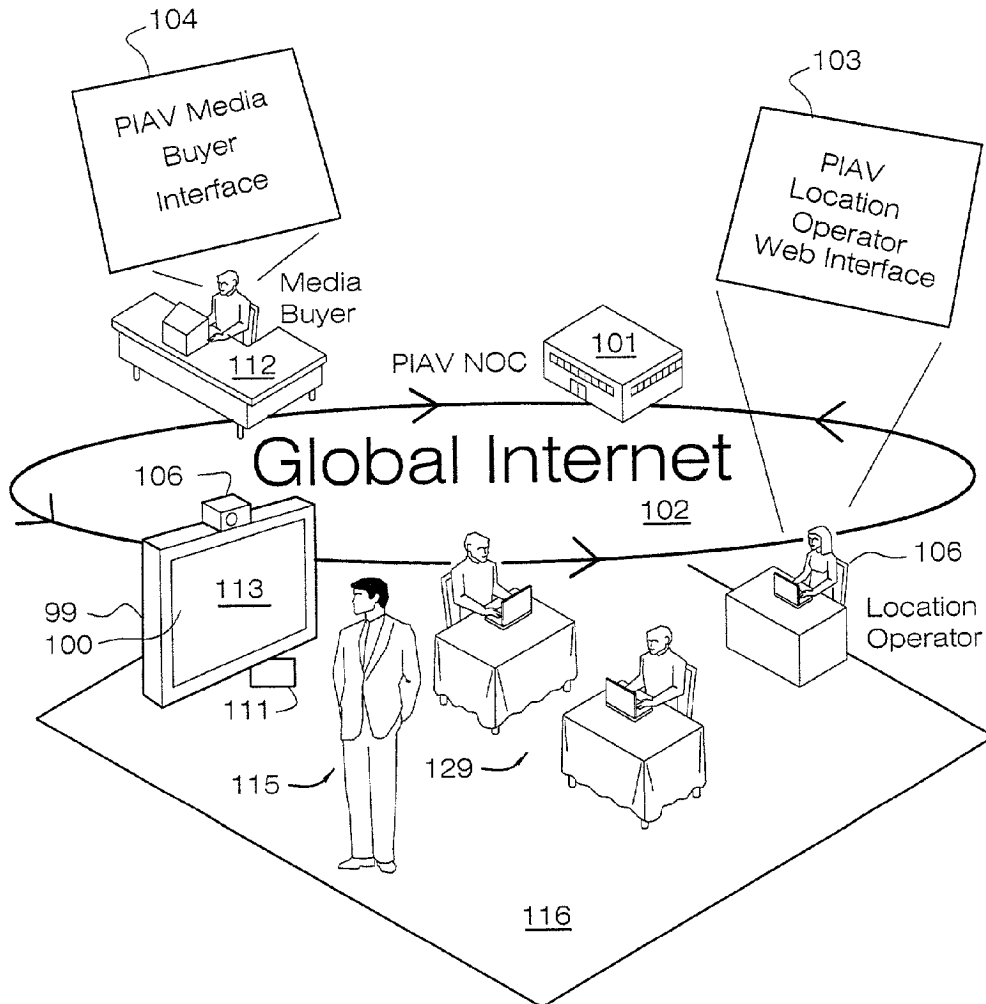 104
PIAV Media
Buyer
Interface
103
PIAV
Location
Operator
Web Interface
Media
Buyer
112
PIAV NOC
101
Global Internet
102
106
106
113
99
100
111
Location
Operator
115
129
116